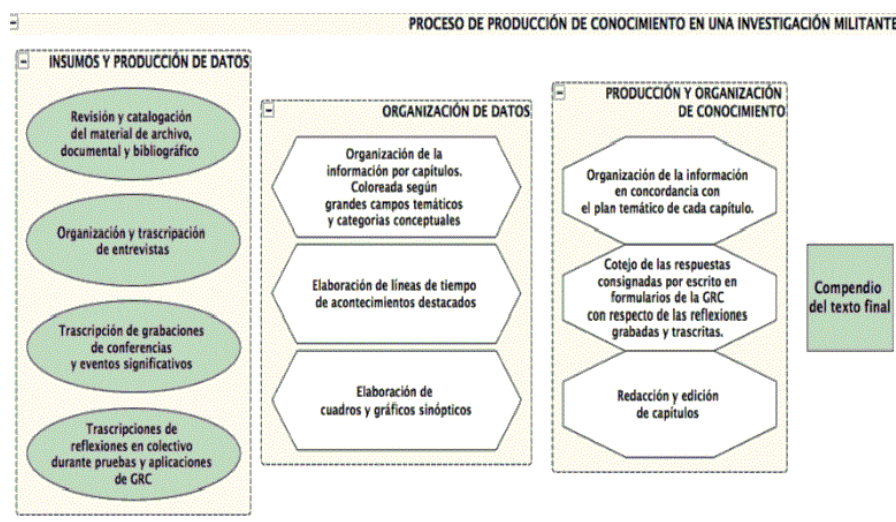 PROCESO DE PRODUCCIÓN DE CONOCIMIENTO EN UNA INVESTIGACIÓN MILITANTE
INSUMOS Y PRODUCCIÓN DE DATOS
Revisión y catalogación
del material de archivo,
documental y bibliográfico
Organización y trascripación
de entrevistas
Trascripción de grabaciones
de conferencias
y eventos significativos
Trascripciones de
reflexiones en colectivo
durante pruebas y aplicaciones
de GRC
ORGANIZACIÓN DE DATOS
Organización de la
información por capítulos.
Coloreada según
grandes campos temáticos
y categorias conceptuales
Elaboración de líneas de tiempo
de acontecimientos destacados
Elaboración de
cuadros y gráficos sinópticos
PRODUCCIÓN Y ORGANIZACIÓN
DE CONOCIMIENTO
Organización de la información
en concordancia con
el plan temático de cada capítulo.
Cotejo de las respuestas
consignadas por escrito en
formularios de la GRC
con respecto de las reflexiones
grabadas y trascritas.
Redacción y edición
de capítulos
Compendio
del texto final